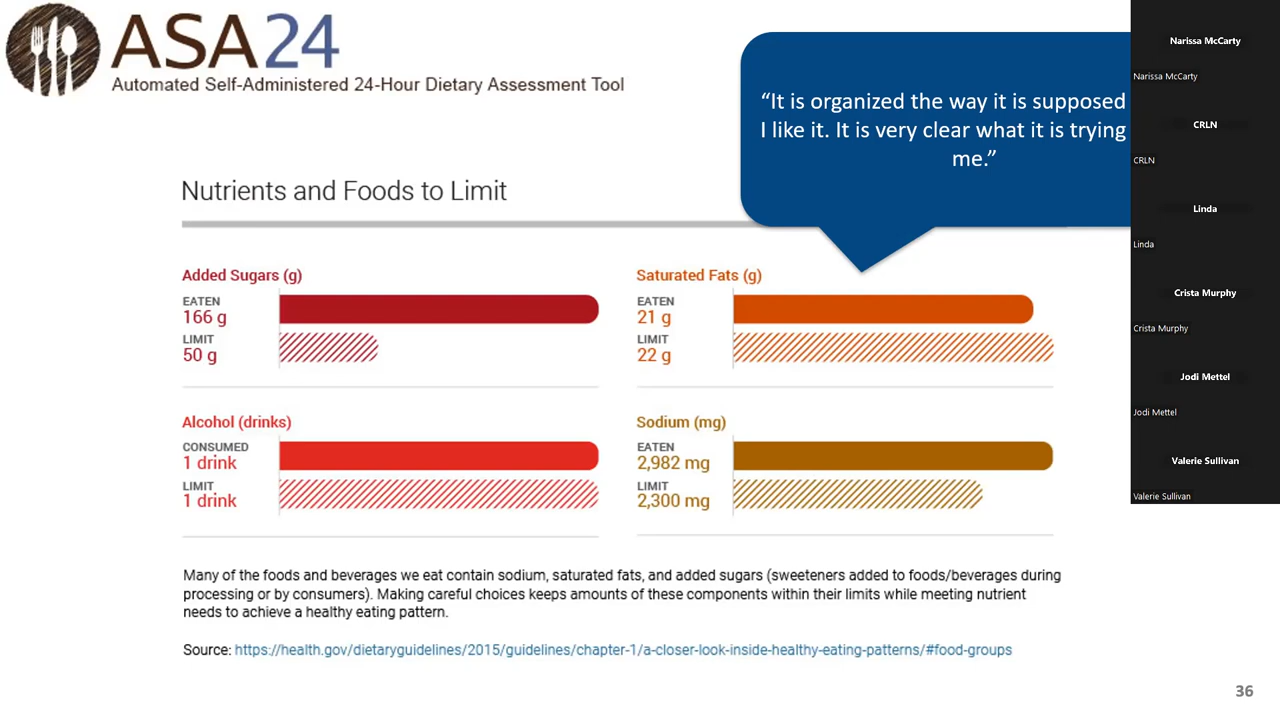 ASA24
Automated Self-Administered 24-Hour Dietary Assessment Tool
“It is organized the way it is supposed
I like it. It is very clear what it is trying
me.”
Nutrients and Foods to Limit
Added Sugars (g)
EATEN
166 g
LIMIT
50 g
Saturated Fats (g)
EATEN
21 g
LIMIT
22 g
Alcohol (drinks)
CONSUMED
1 drink
LIMIT
1 drink
Sodium (mg)
EATEN
2,982 mg
LIMIT
2,300 mg
Many of the foods and beverages we eat contain sodium, saturated fats, and added sugars (sweeteners added to foods/beverages during
processing or by consumers). Making careful choices keeps amounts of these components within their limits while meeting nutrient
needs to achieve a healthy eating pattern.
Source: https://health.gov/dietaryguidelines/2015/guidelines/chapter-1/a-closer-look-inside-healthy-eating-patterns/#food-groups
36
Narissa McCarty
Narissa McCarty
CRLN
CRLN
Linda
Linda
Crista Murphy
Crista Murphy
Jodi Mettel
Jodi Mettel
Valerie Sullivan
Valerie Sullivan